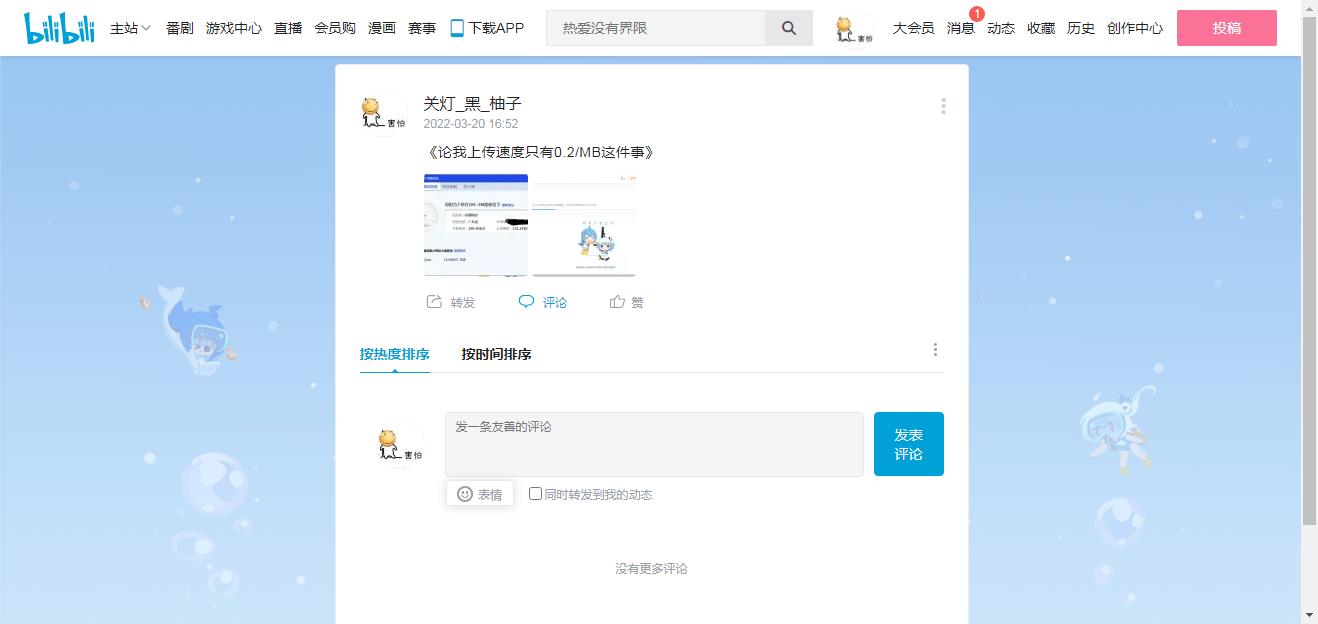 bilibili 主站 番剧 游戏中心 直播 会员购 漫画 赛事 下载APP 热爱没有界限 害怕 大会员 消息 1 动态 收藏 历史 创作中心 投稿
关灯_黑_柚子
害怕
2022-03-20 16:52
《论我上传速度只有0.2/MB这件事》
转发 评论 赞
按热度排序 按时间排序
发一条友善的评论
害怕
发表
评论
表情 同时转发到我的动态
没有更多评论